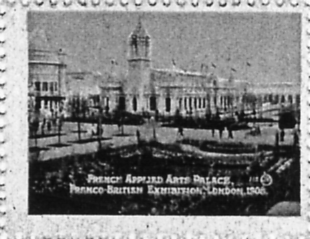 FRENCH APPLIED ARTS PALACE,
FRANCO-BRITISH EXHIBITION, LONDON, 1908.